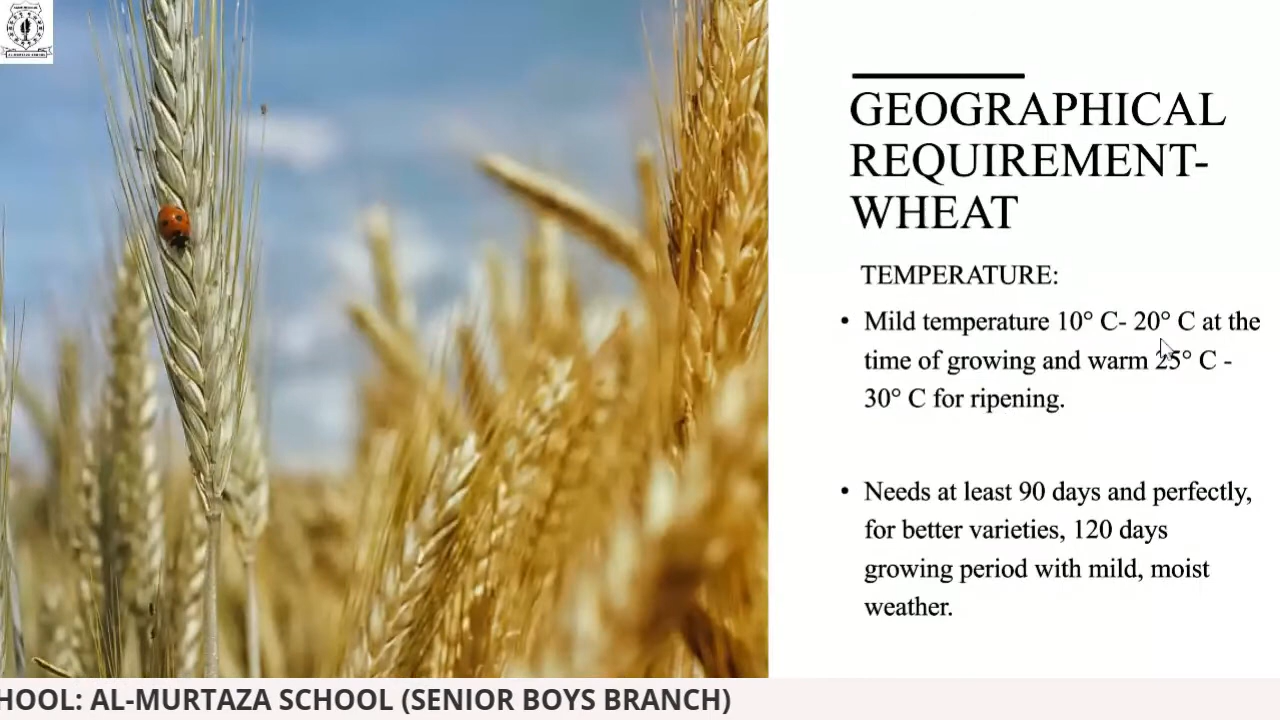 GEOGRAPHICAL
REQUIREMENT-
WHEAT
TEMPERATURE:
• Mild temperature 10° C- 20° C at the
time of growing and warm 25° C -
30° C for ripening.
• Needs at least 90 days and perfectly,
for better varieties, 120 days
growing period with mild, moist
weather.
HOOL: AL-MURTAZA SCHOOL (SENIOR BOYS BRANCH)